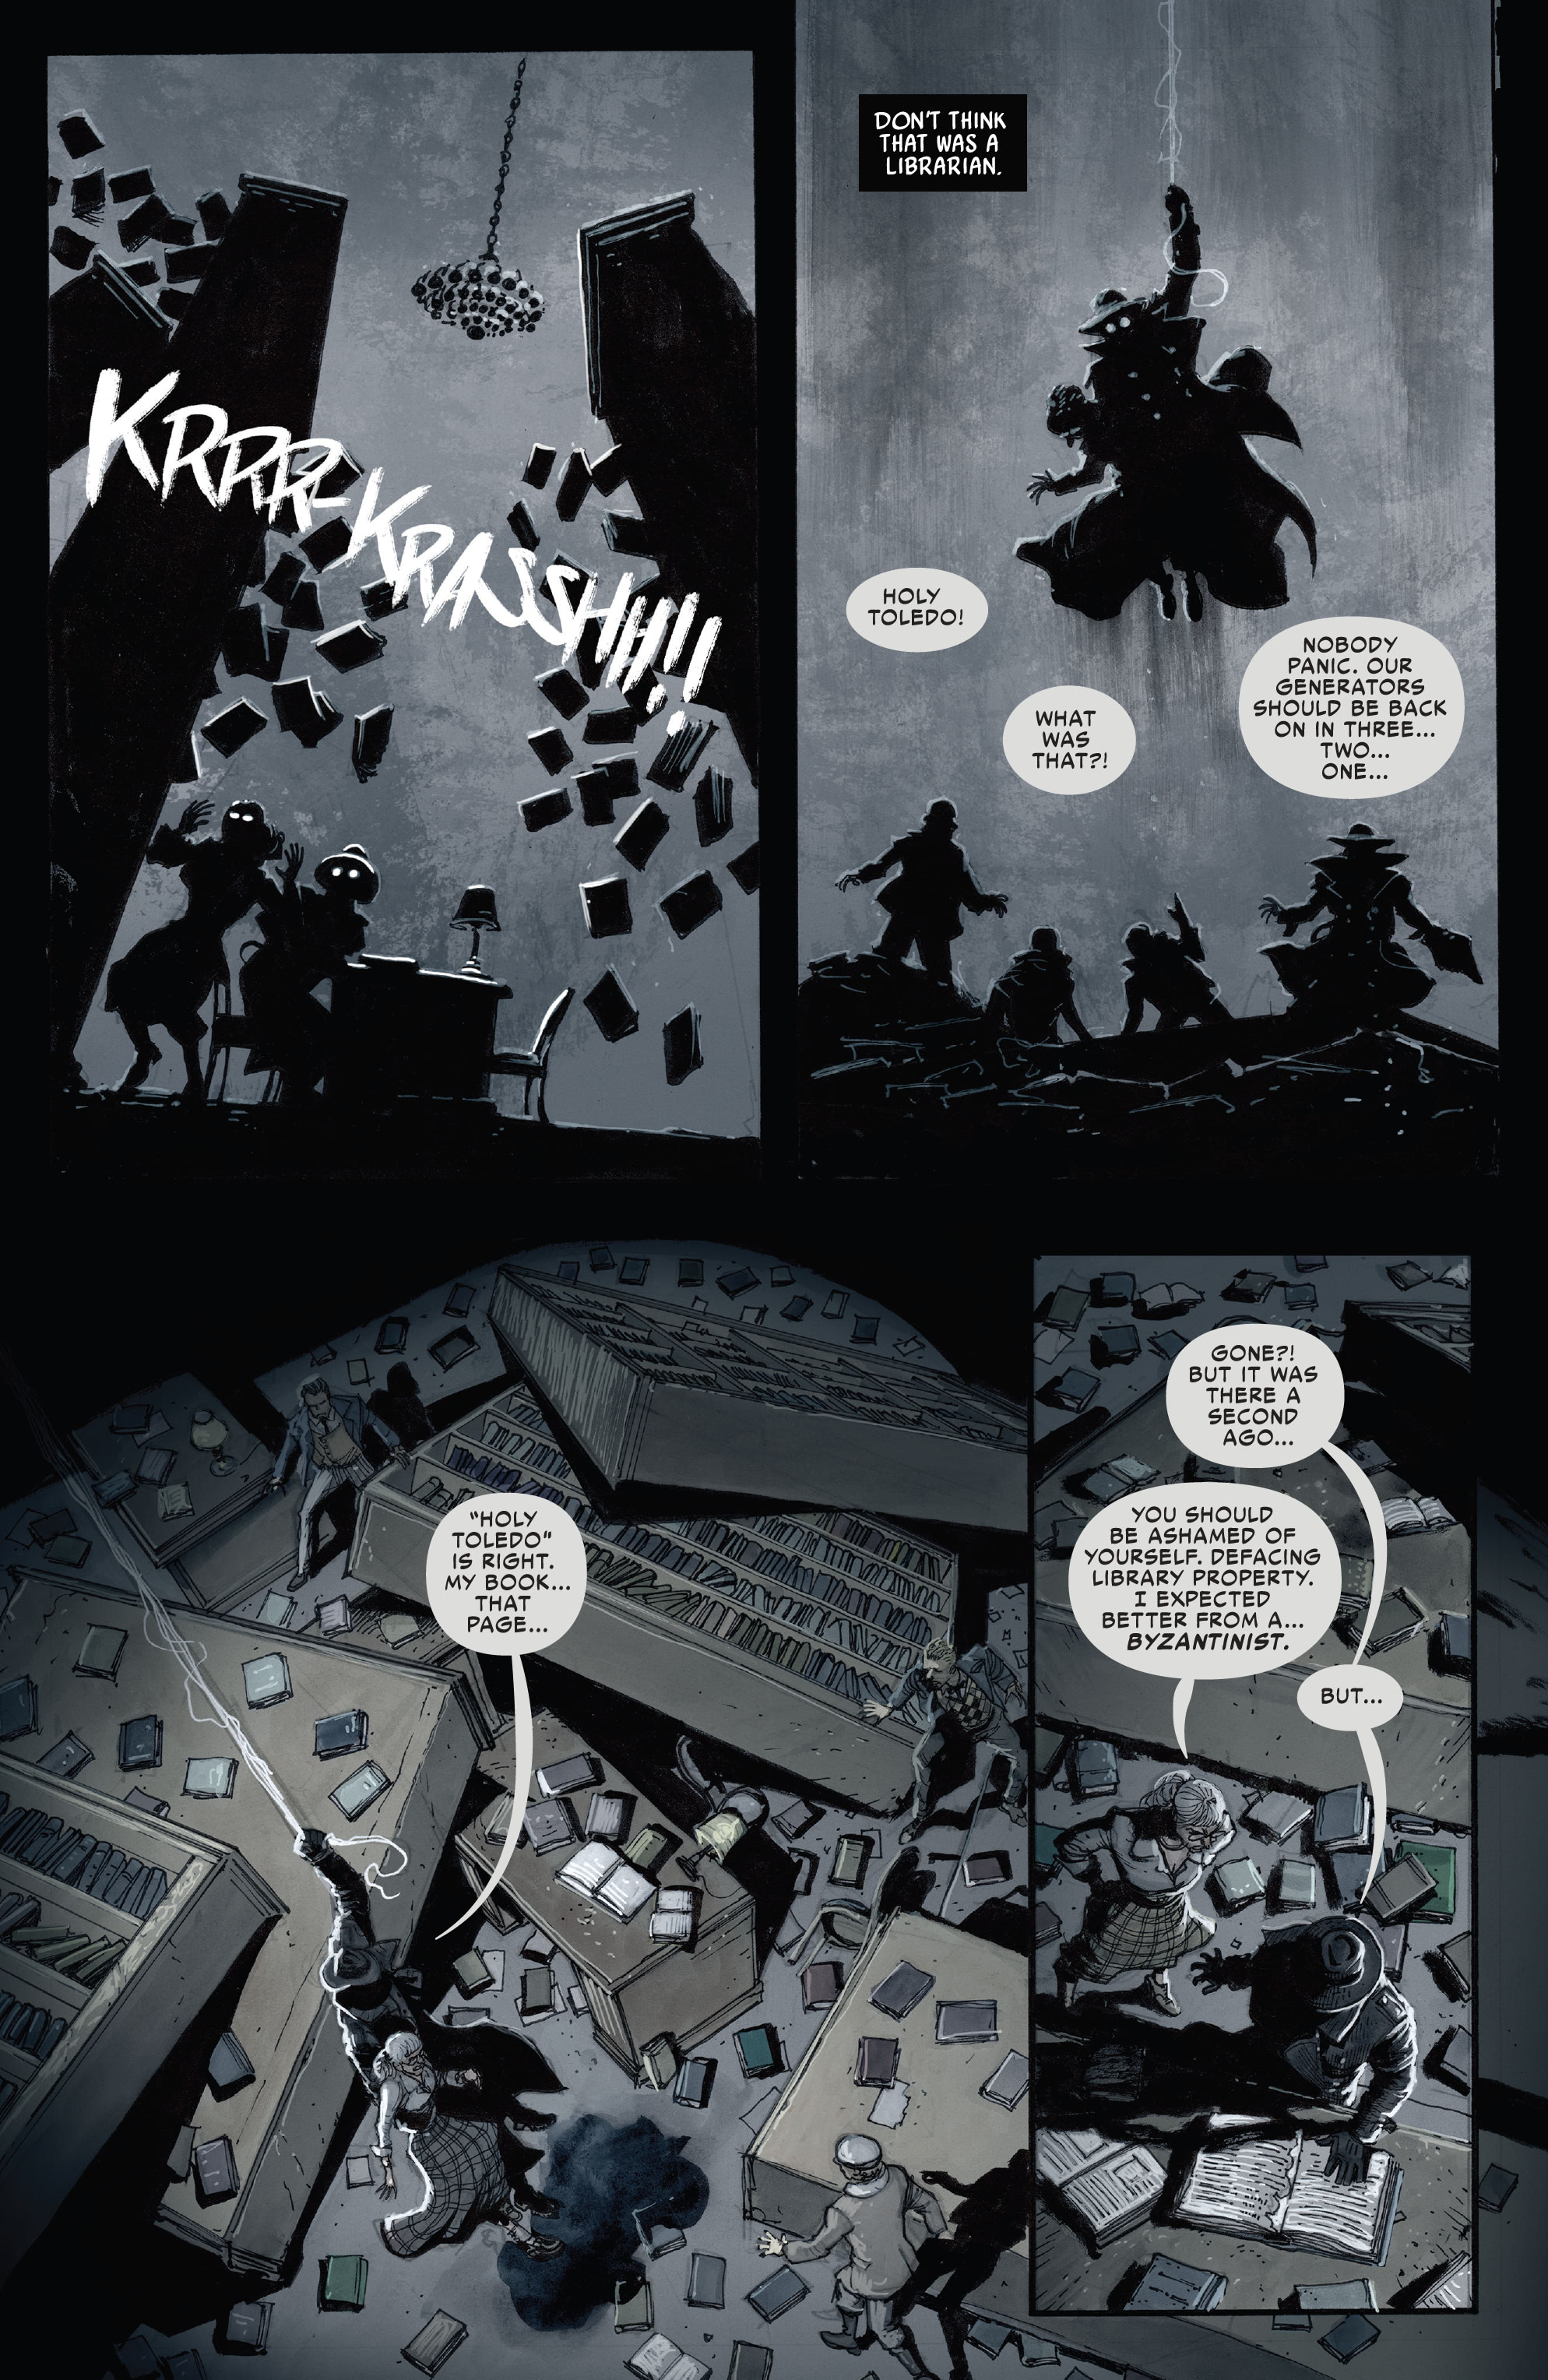 KRRRR-
KRASSSHHH!!
DON'T THINK
THAT WAS A
LIBRARIAN.
HOLY
TOLEDO!
WHAT
WAS
THAT?!
NOBODY
PANIC. OUR
GENERATORS
SHOULD BE BACK
ON IN THREE...
TWO...
ONE...
"HOLY
TOLEDO"
IS RIGHT.
MY BOOK...
THAT
PAGE...
GONE?!
BUT IT WAS
THERE A
SECOND
AGO...
YOU SHOULD
BE ASHAMED OF
YOURSELF. DEFACING
LIBRARY PROPERTY.
I EXPECTED
BETTER FROM A...
BYZANTINIST.
BUT...